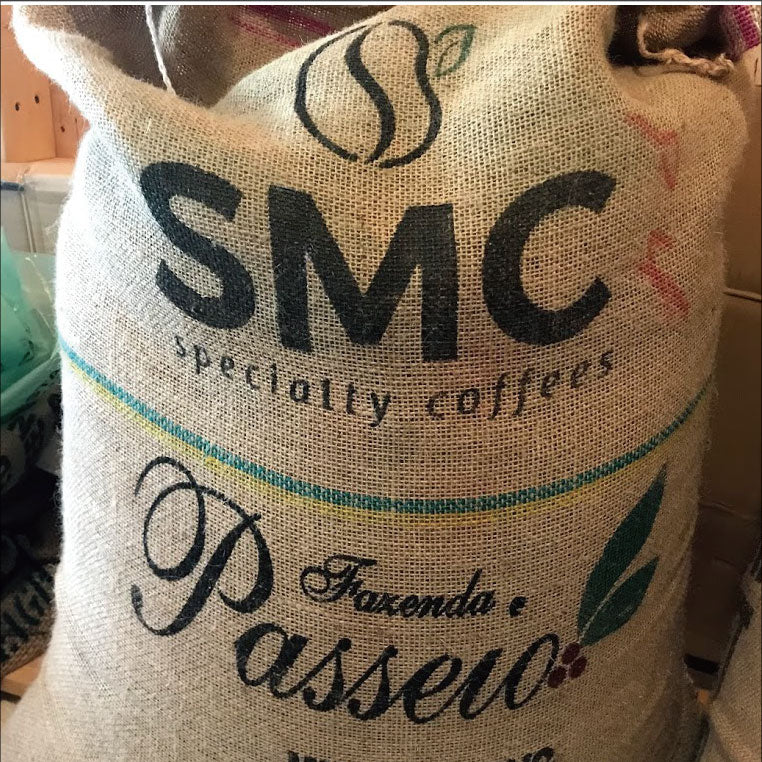 SMC
specialty coffees
Fazenda e
Passeio